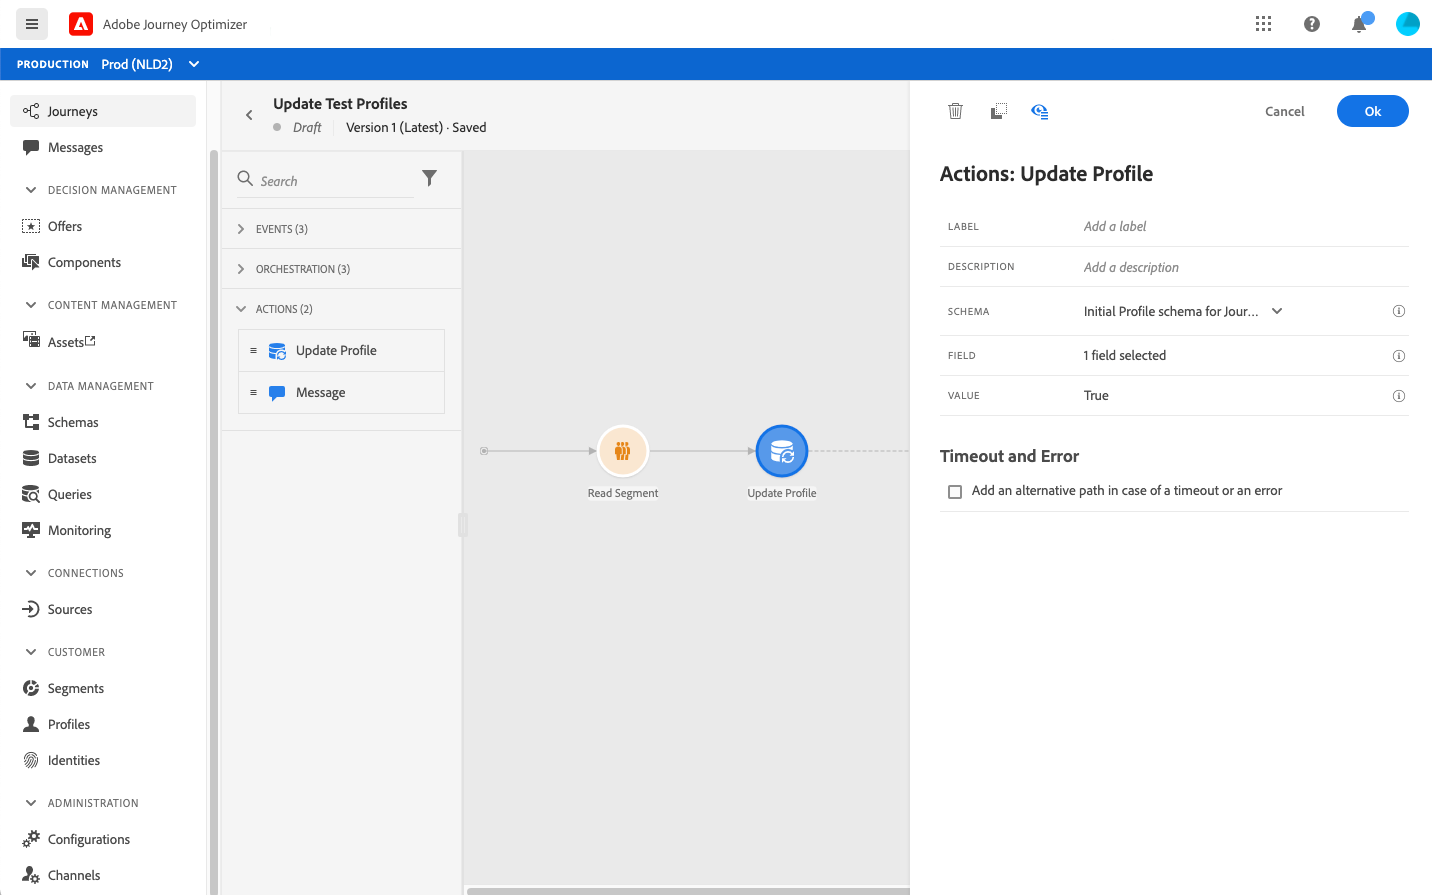 Adobe Journey Optimizer
PRODUCTION Prod (NLD2)
Journeys
Messages
DECISION MANAGEMENT
Offers
Components
CONTENT MANAGEMENT
Assets
DATA MANAGEMENT
Schemas
Datasets
Queries
Monitoring
CONNECTIONS
Sources
CUSTOMER
Segments
Profiles
Identities
ADMINISTRATION
Configurations
Channels
Update Test Profiles
Draft Version 1 (Latest) · Saved
Search
EVENTS (3)
ORCHESTRATION (3)
ACTIONS (2)
Update Profile
Message
Read Segment
Update Profile
Cancel Ok
Actions: Update Profile
LABEL Add a label
DESCRIPTION Add a description
SCHEMA Initial Profile schema for Jour...
FIELD 1 field selected
VALUE True
Timeout and Error
Add an alternative path in case of a timeout or an error